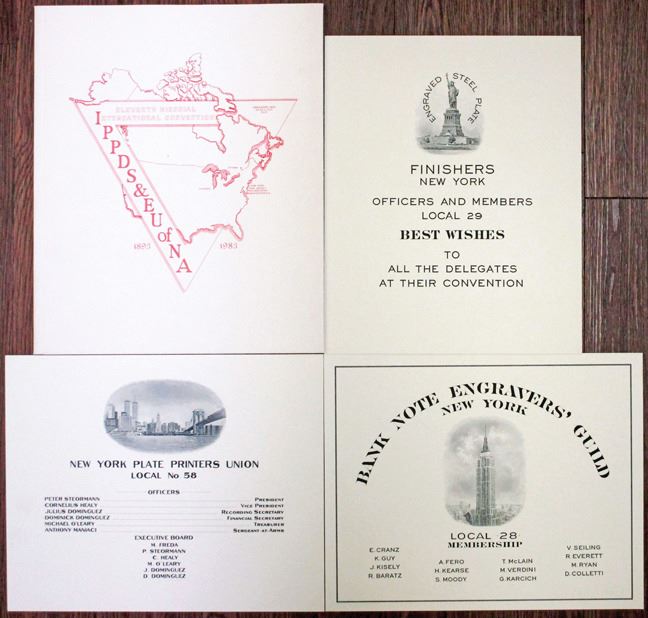 ELEVENTH BIENNIAL
INTERNATIONAL CONVENTION
IPPDS&EU of NA
1893 1983
ENGRAVED STEEL PLATE
FINISHERS
NEW YORK
OFFICERS AND MEMBERS
LOCAL 29
BEST WISHES
TO
ALL THE DELEGATES
AT THEIR CONVENTION
NEW YORK PLATE PRINTERS UNION
LOCAL No 58
OFFICERS
PETER STEORMANN PRESIDENT
CORNELIUS HEALY VICE PRESIDENT
JULIUS DOMINGUEZ RECORDING SECRETARY
DOMINICK DOMINGUEZ FINANCIAL SECRETARY
MICHAEL O'LEARY TREASURER
ANTHONY MANIACI SERGEANT-AT-ARMS
EXECUTIVE BOARD
M. FREDA
P. STEORMANN
C. HEALY
M. O'LEARY
J. DOMINGUEZ
D. DOMINGUEZ
BANK NOTE ENGRAVERS' GUILD
NEW YORK
LOCAL 28
MEMBERSHIP
E. CRANZ
K. GUY
J. KISELY
R. BARATZ
A. FERO
H. KEARSE
S. MOODY
T. McLAIN
M. VERDINI
G. KARCICH
V. SEILING
R. EVERETT
M. RYAN
D. COLLETTI